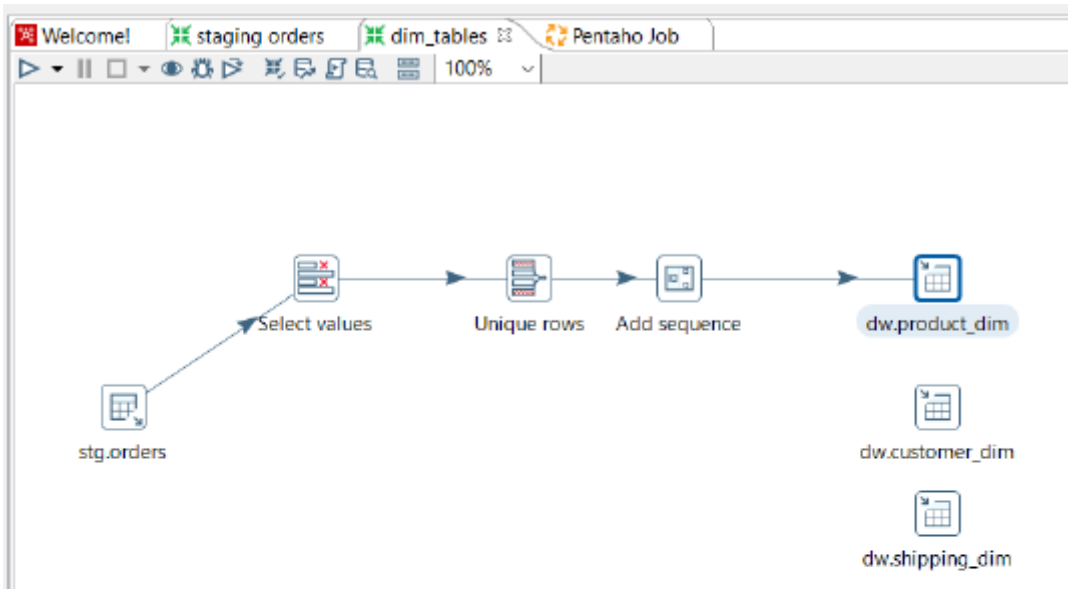 Welcome! staging orders dim_tables Pentaho Job
100%
Select values Unique rows Add sequence dw.product_dim
stg.orders dw.customer_dim
dw.shipping_dim